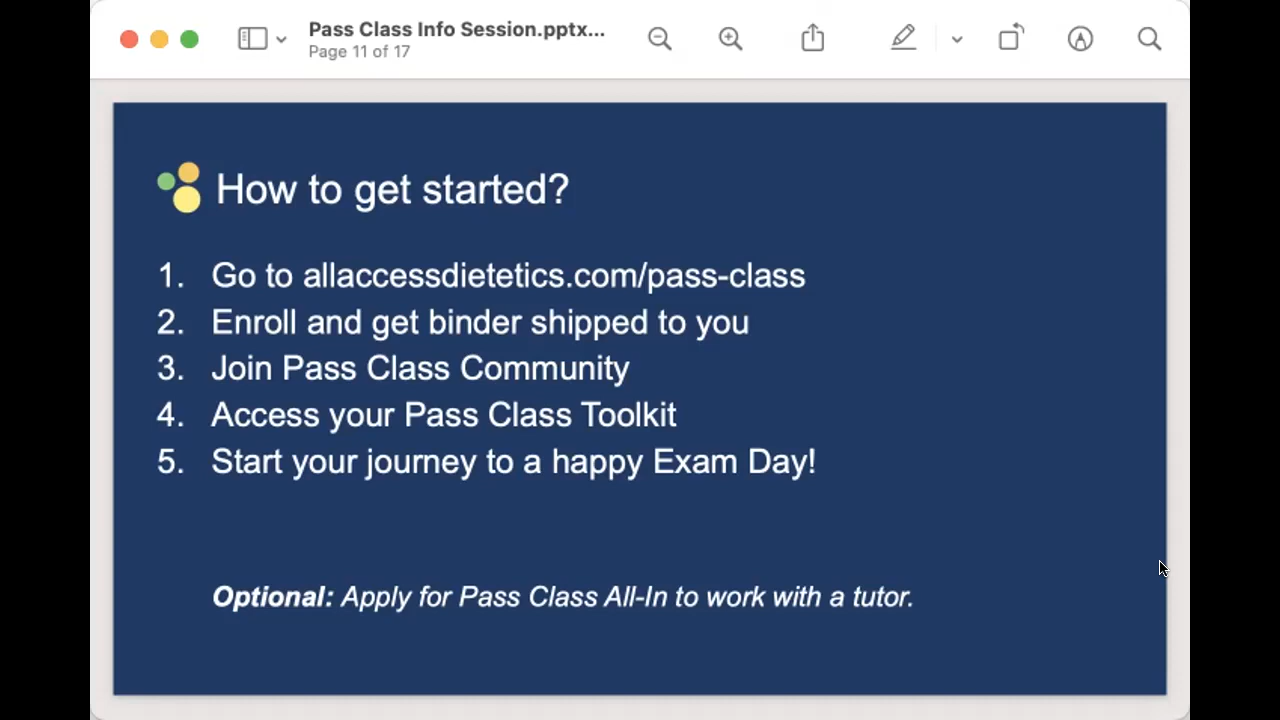 Pass Class Info Session.pptx...
Page 11 of 17
How to get started?
1. Go to allaccessdietetics.com/pass-class
2. Enroll and get binder shipped to you
3. Join Pass Class Community
4. Access your Pass Class Toolkit
5. Start your journey to a happy Exam Day!
Optional: Apply for Pass Class All-In to work with a tutor.